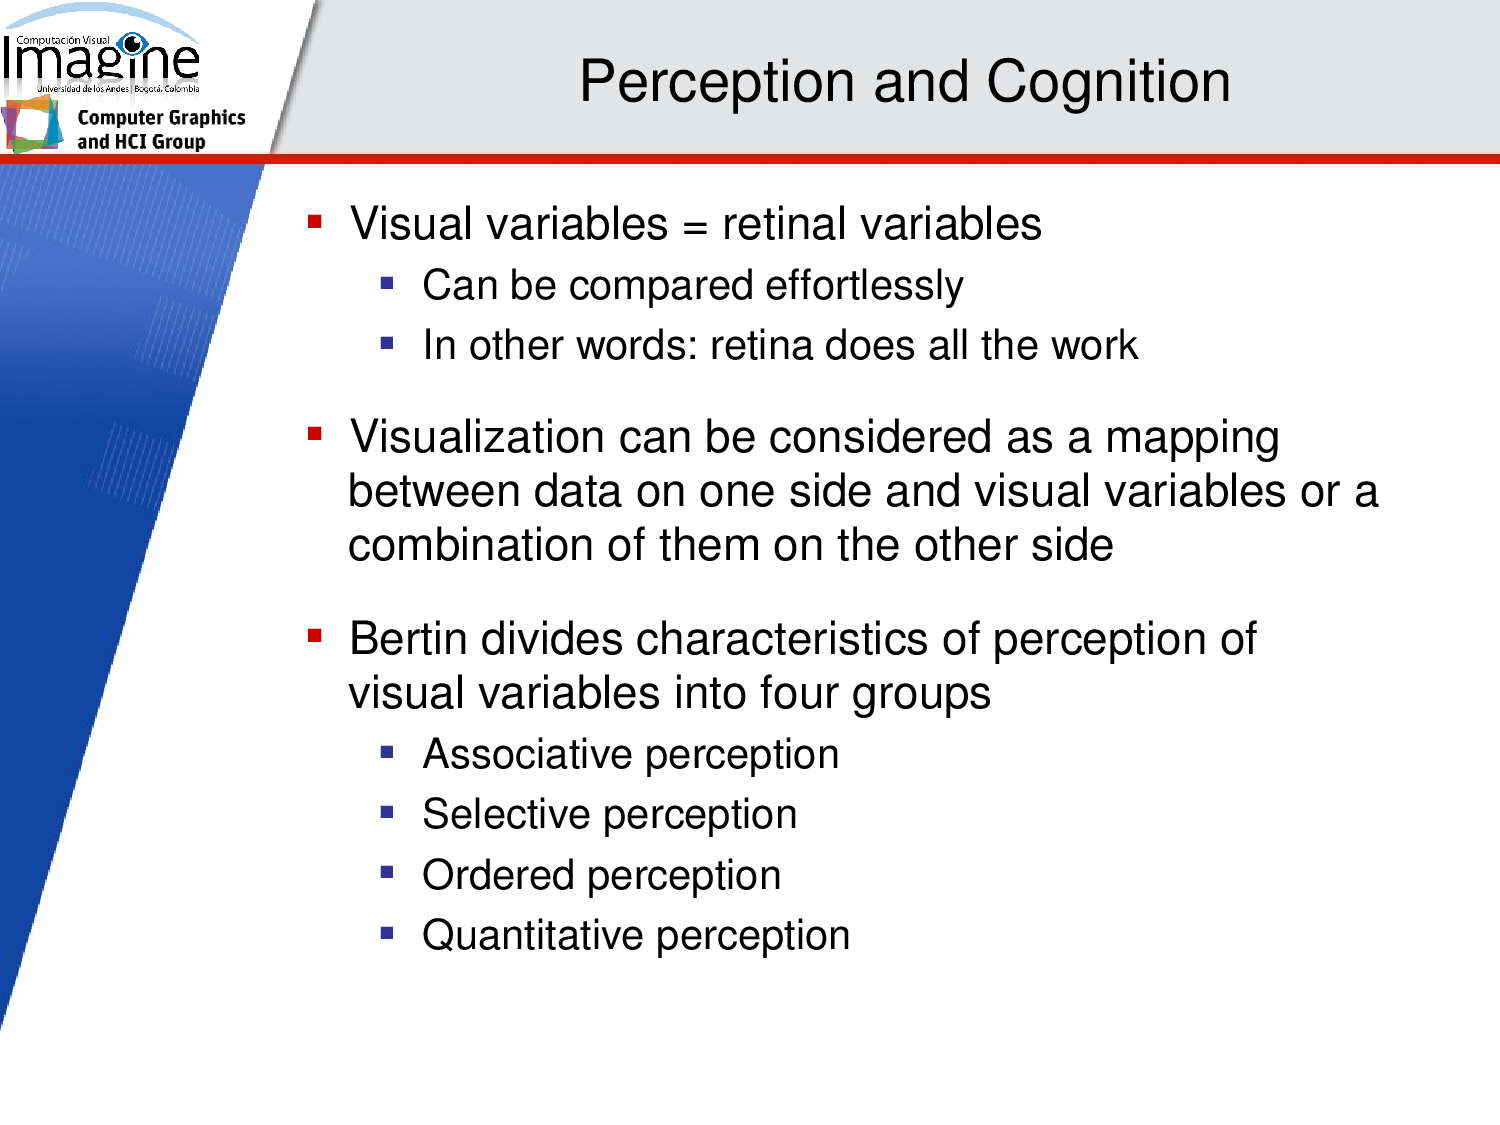 Computación Visual
Imagine
Universidad de los Andes | Bogotá, Colombia
Computer Graphics
and HCI Group
Perception and Cognition
Visual variables = retinal variables
Can be compared effortlessly
In other words: retina does all the work
Visualization can be considered as a mapping
between data on one side and visual variables or a
combination of them on the other side
Bertin divides characteristics of perception of
visual variables into four groups
Associative perception
Selective perception
Ordered perception
Quantitative perception